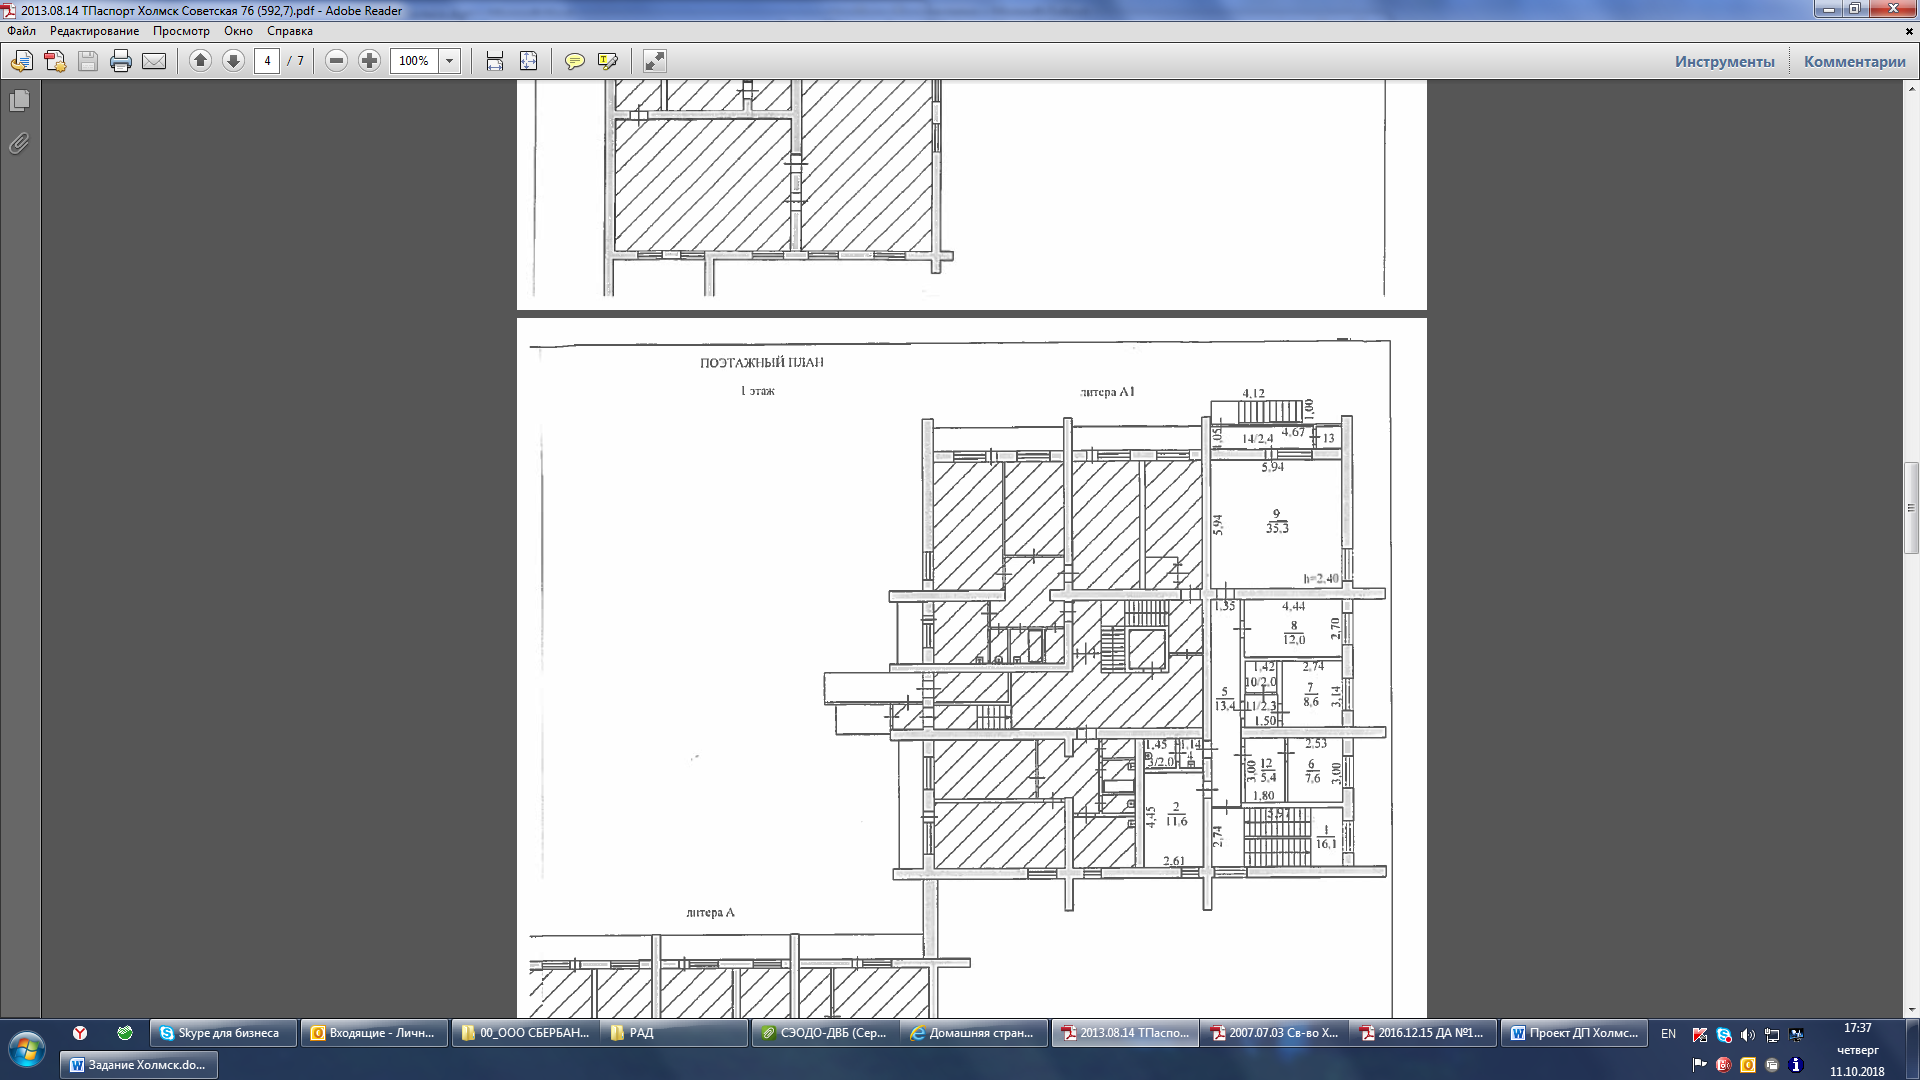 2013.08.14 ТПаспорт Холмск Советская 76 (592,7).pdf - Adobe Reader
Файл Редактирование Просмотр Окно Справка
4 / 7 100% Инструменты Комментарии
ПОЭТАЖНЫЙ ПЛАН
1 этаж
литера А1
4,12
1,00
4,05
14/2,4
4,67
13
5,94
5,94
9
35,3
h=2,40
1,35
4,44
8
12,0
2,70
1,42
2,74
10/2,0
7
8,6
3,14
5
13,4
11/2,3
1,50
1,45
1,14
3/2,0
4
2,53
3,00
12
5,4
6
7,6
3,00
1,80
2
11,6
4,45
2,61
5,97
2,74
1
16,1
литера А
Skype для бизнеса
Входящие - Личн...
00_ООО СБЕРБАН...
РАД
СЭОДО-ДВБ (Сер...
Домашняя стран...
2013.08.14 ТПаспо...
2007.07.03 Св-во Х...
2016.12.15 ДА №1...
Проект ДП Холмс...
EN
17:37
четверг
11.10.2018
Задание Холмск.do...